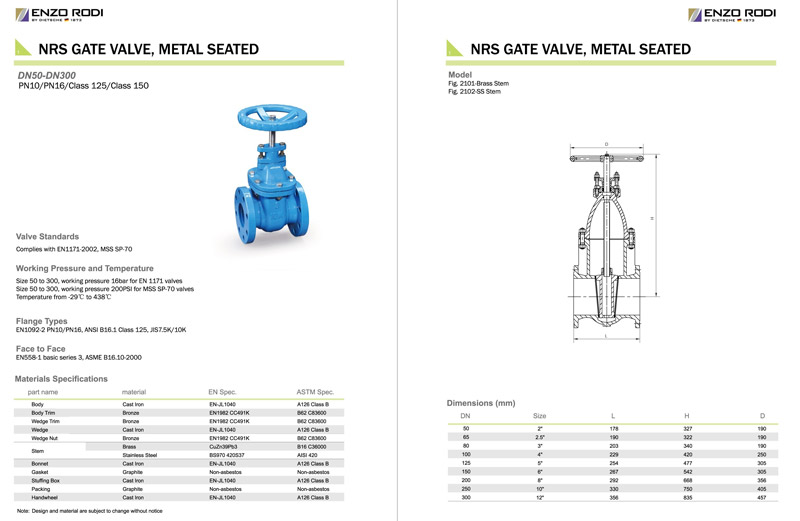 ENZO RODI
BY DIETSCHE 1873
NRS GATE VALVE, METAL SEATED
DN50-DN300
PN10/PN16/Class 125/Class 150
Valve Standards
Complies with EN1171-2002, MSS SP-70
Working Pressure and Temperature
Size 50 to 300, working pressure 16bar for EN 1171 valves
Size 50 to 300, working pressure 200PSI for MSS SP-70 valves
Temperature from -29℃ to 438℃
Flange Types
EN1092-2 PN10/PN16, ANSI B16.1 Class 125, JIS7.5K/10K
Face to Face
EN558-1 basic series 3, ASME B16.10-2000
Materials Specifications
part name material EN Spec. ASTM Spec.
Body Cast Iron EN-JL1040 A126 Class B
Body Trim Bronze EN1982 CC491K B62 C83600
Wedge Trim Bronze EN1982 CC491K B62 C83600
Wedge Cast Iron EN-JL1040 A126 Class B
Wedge Nut Bronze EN1982 CC491K B62 C83600
Stem Brass CuZn39Pb3 B16 C36000
Stainless Steel BS970 420S37 AISI 420
Bonnet Cast Iron EN-JL1040 A126 Class B
Gasket Graphite Non-asbestos Non-asbestos
Stuffing Box Cast Iron EN-JL1040 A126 Class B
Packing Graphite Non-asbestos Non-asbestos
Handwheel Cast Iron EN-JL1040 A126 Class B
Note: Design and material are subject to change without notice
ENZO RODI
BY DIETSCHE 1873
NRS GATE VALVE, METAL SEATED
Model
Fig. 2101-Brass Stem
Fig. 2102-SS Stem
D
H
L
Dimensions (mm)
DN Size L H D
50 2" 178 327 190
65 2.5" 190 322 190
80 3" 203 340 190
100 4" 229 420 250
125 5" 254 477 305
150 6" 267 542 305
200 8" 292 668 356
250 10" 330 750 405
300 12" 356 835 457